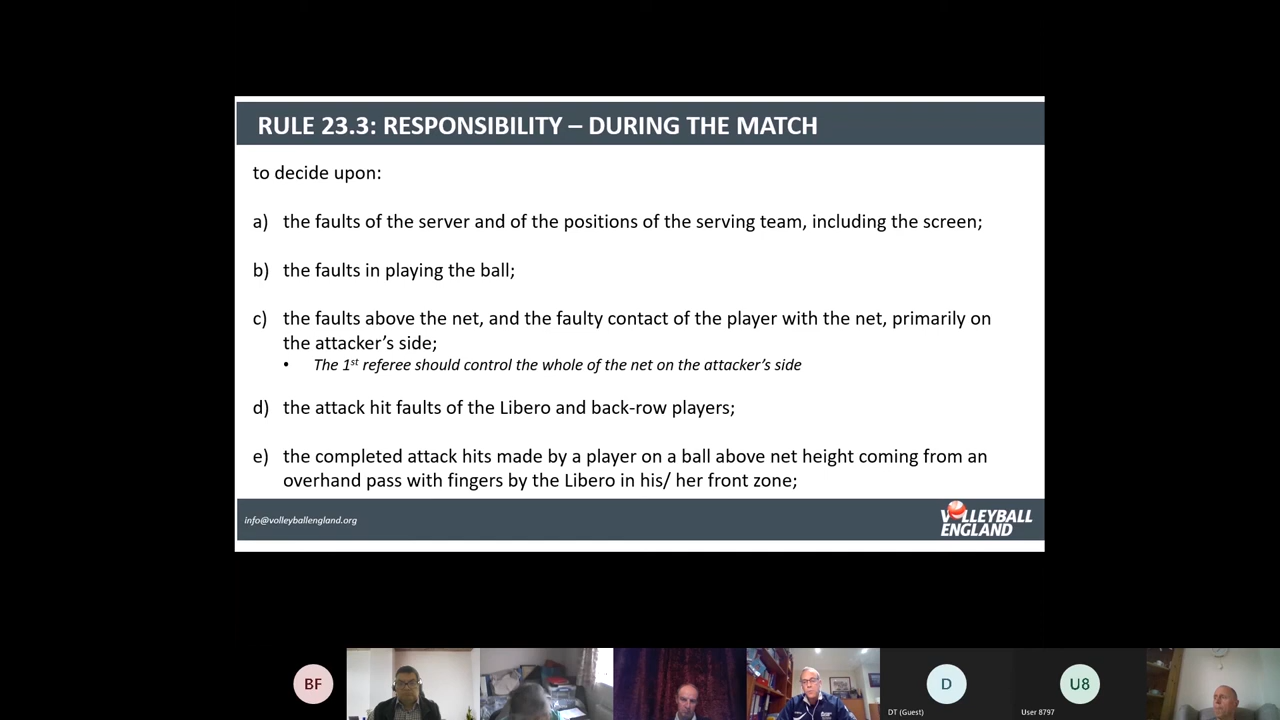 RULE 23.3: RESPONSIBILITY – DURING THE MATCH
to decide upon:
a) the faults of the server and of the positions of the serving team, including the screen;
b) the faults in playing the ball;
c) the faults above the net, and the faulty contact of the player with the net, primarily on
the attacker's side;
• The 1st referee should control the whole of the net on the attacker's side
d) the attack hit faults of the Libero and back-row players;
e) the completed attack hits made by a player on a ball above net height coming from an
overhand pass with fingers by the Libero in his/ her front zone;
info@volleyballengland.org
VOLLEYBALL
ENGLAND
BF
D
U8
DT (Guest)
User 8797